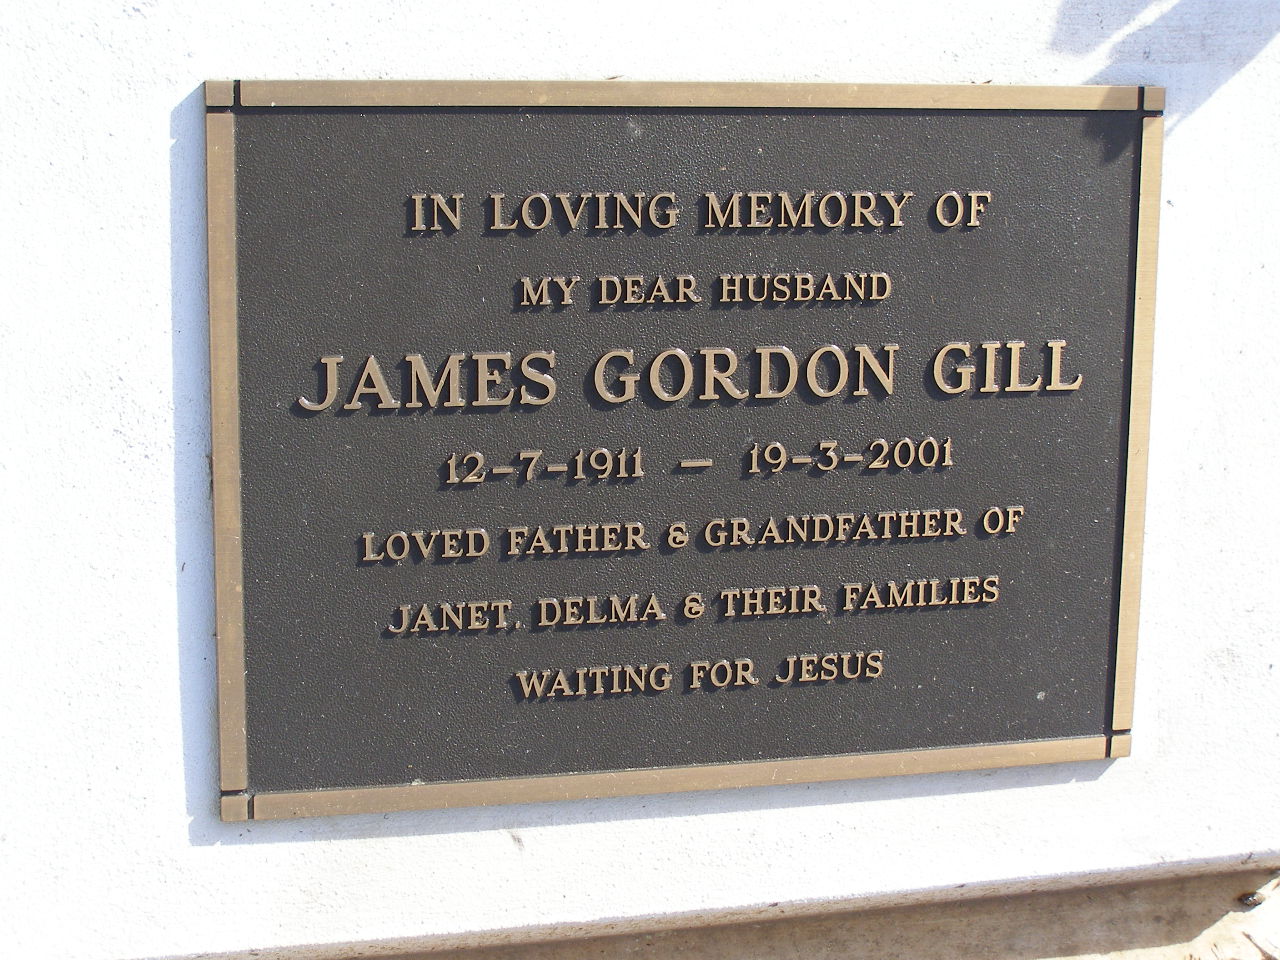 IN LOVING MEMORY OF
MY DEAR HUSBAND
JAMES GORDON GILL
12-7-1911 – 19-3-2001
LOVED FATHER & GRANDFATHER OF
JANET, DELMA & THEIR FAMILIES
WAITING FOR JESUS